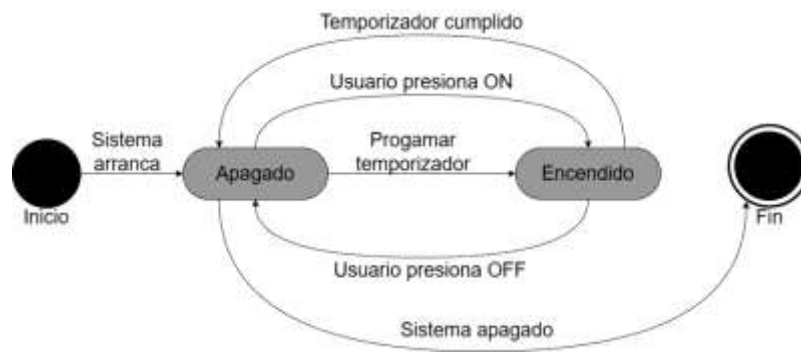 Temporizador cumplido
Usuario presiona ON
Sistema
arranca
Progamar
temporizador
Apagado
Encendido
Inicio
Fin
Usuario presiona OFF
Sistema apagado